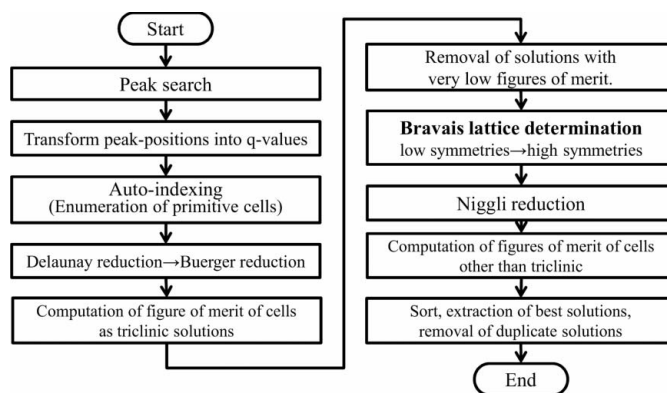 Start
Peak search
Transform peak-positions into q-values
Auto-indexing
(Enumeration of primitive cells)
Delaunay reduction→Buerger reduction
Computation of figure of merit of cells
as triclinic solutions
Removal of solutions with
very low figures of merit.
Bravais lattice determination
low symmetries→high symmetries
Niggli reduction
Computation of figures of merit of cells
other than triclinic
Sort, extraction of best solutions,
removal of duplicate solutions
End